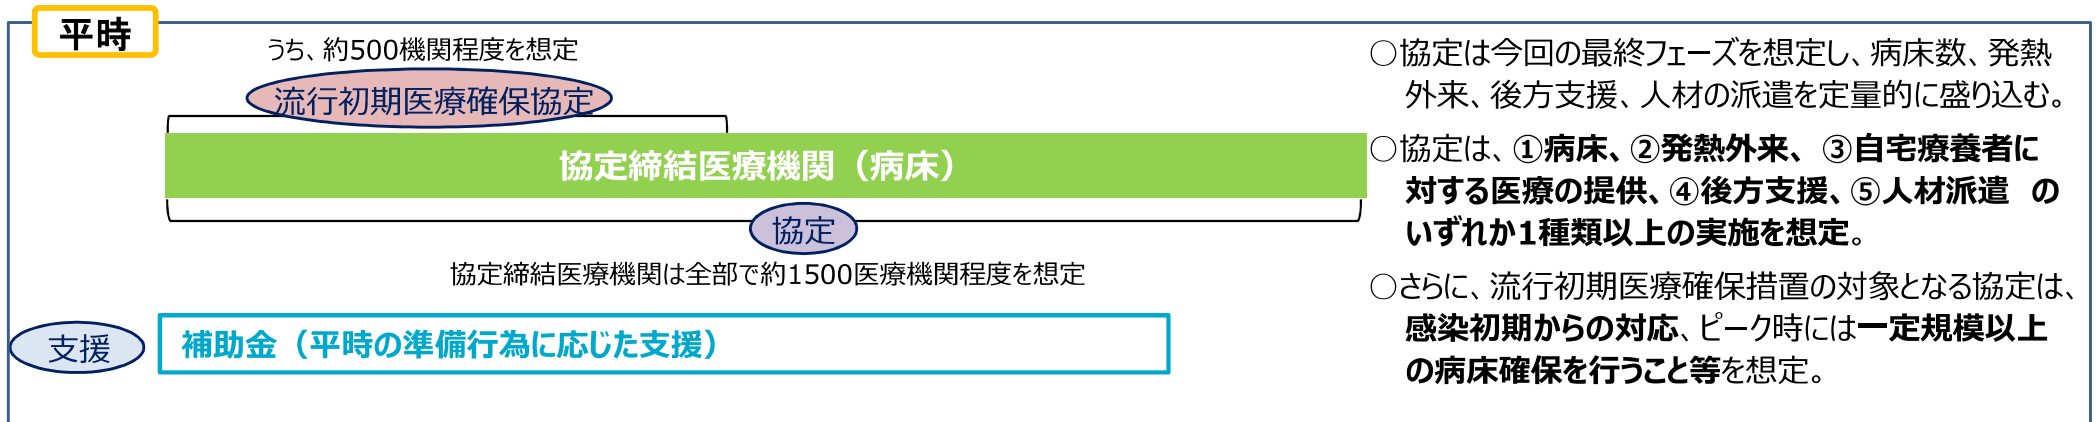 平時
うち、約500機関程度を想定
流行初期医療確保協定
協定締結医療機関（病床）
協定
協定締結医療機関は全部で約1500医療機関程度を想定
支援
補助金（平時の準備行為に応じた支援）
○協定は今回の最終フェーズを想定し、病床数、発熱
外来、後方支援、人材の派遣を定量的に盛り込む。
○協定は、①病床、②発熱外来、③自宅療養者に
対する医療の提供、④後方支援、⑤人材派遣　の
いずれか1種類以上の実施を想定。
○さらに、流行初期医療確保措置の対象となる協定は、
感染初期からの対応、ピーク時には一定規模以上
の病床確保を行うこと等を想定。